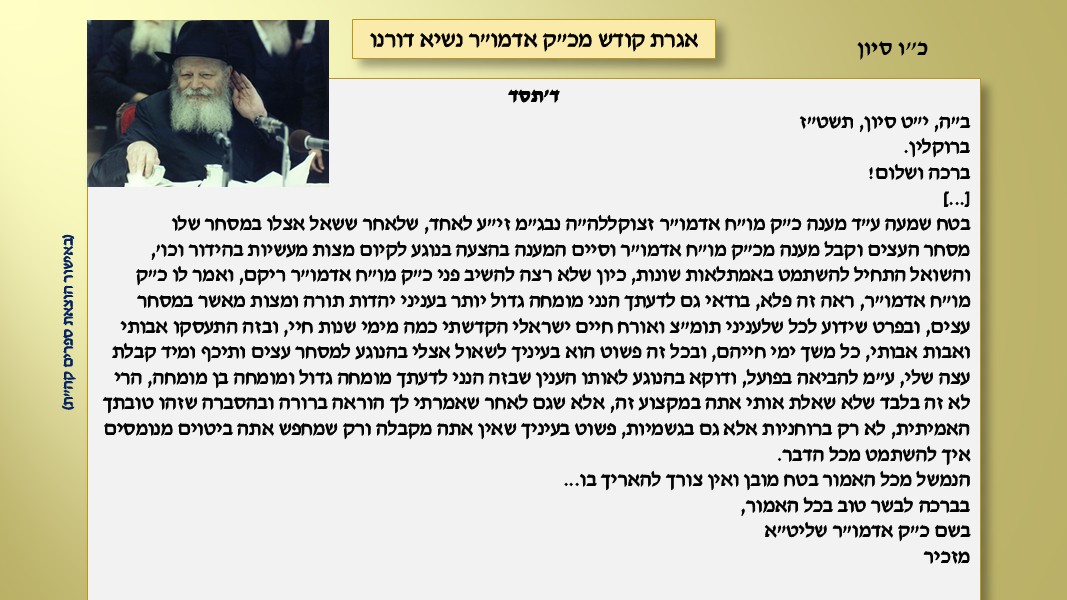 כ״ו סיון
אגרת קודש מכ״ק אדמו״ר נשיא דורנו
ד׳תסד
ב״ה, י״ט סיון, תשט״ז
ברוקלין.
ברכה ושלום!
[...]
בטח שמעה ע״ד מענה כ״ק מו״ח אדמו״ר זצוקללה״ה נבג״מ זי״ע לאחד, שלאחר ששאל אצלו במסחר שלו
מסחר העצים וקבל מענה מכ״ק מו״ח אדמו״ר וסיים המענה בהצעה בנוגע לקיום מצות מעשיות בהידור וכו׳,
והשואל התחיל להשתמט באמתלאות שונות, כיון שלא רצה להשיב פני כ״ק מו״ח אדמו״ר ריקם, ואמר לו כ״ק
מו״ח אדמו״ר, ראה זה פלא, בודאי גם לדעתך הנני מומחה גדול יותר בעניני יהדות תורה ומצות מאשר במסחר
עצים, ובפרט שידוע לכל שלעניני תומ״צ ואורח חיים ישראלי הקדשתי כמה מימי שנות חיי, ובזה התעסקו אבותי
ואבות אבותי, כל משך ימי חייהם, ובכל זה פשוט הוא בעיניך לשאול אצלי בהנוגע למסחר עצים ותיכף ומיד קבלת
עצה שלי, ע״מ להביאה בפועל, ודוקא בהנוגע לאותו הענין שבזה הנני לדעתך מומחה גדול ומומחה בן מומחה, הרי
לא זה בלבד שלא שאלת אותי אתה במקצוע זה, אלא שגם לאחר שאמרתי לך הוראה ברורה ובהסברה שזהו טובתך
האמיתית, לא רק ברוחניות אלא גם בגשמיות, פשוט בעיניך שאין אתה מקבלה ורק שמחפש אתה ביטוים מנומסים
איך להשתמט מכל הדבר.
הנמשל מכל האמור בטח מובן ואין צורך להאריך בו...
בברכה לבשר טוב בכל האמור,
בשם כ״ק אדמו״ר שליט״א
מזכיר
(באישור הוצאת ספרים קה״ת)